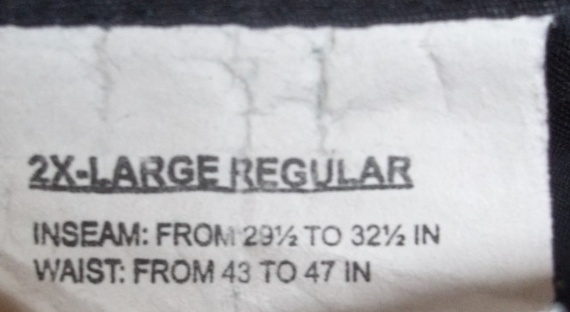 2X-LARGE REGULAR
INSEAM: FROM 29½ TO 32½ IN
WAIST: FROM 43 TO 47 IN